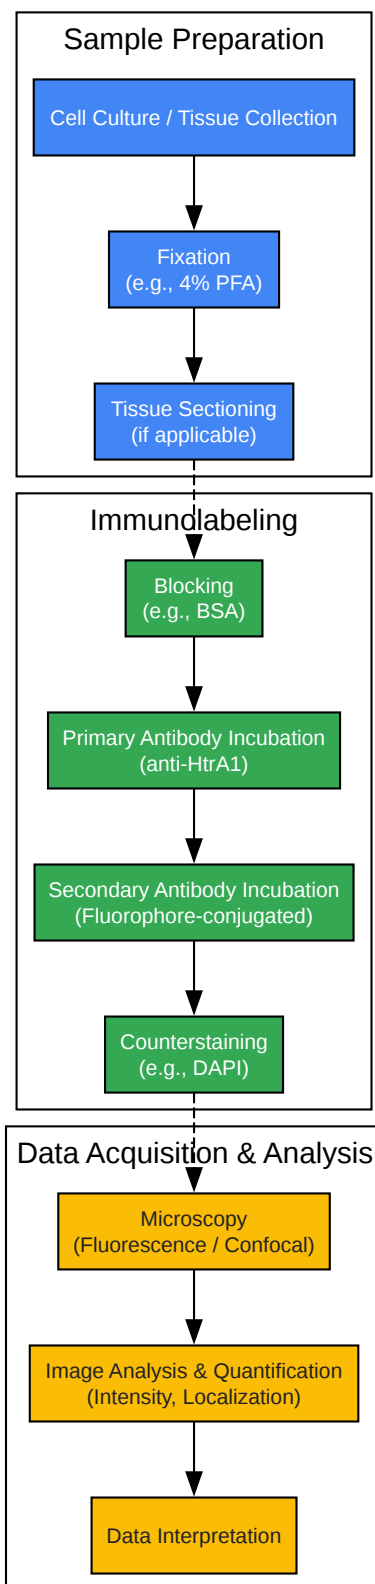 Sample Preparation
Cell Culture / Tissue Collection
Fixation
(e.g., 4% PFA)
Tissue Sectioning
(if applicable)
Immunolabeling
Blocking
(e.g., BSA)
Primary Antibody Incubation
(anti-HtrA1)
Secondary Antibody Incubation
(Fluorophore-conjugated)
Counterstaining
(e.g., DAPI)
Data Acquisition & Analysis
Microscopy
(Fluorescence / Confocal)
Image Analysis & Quantification
(Intensity, Localization)
Data Interpretation